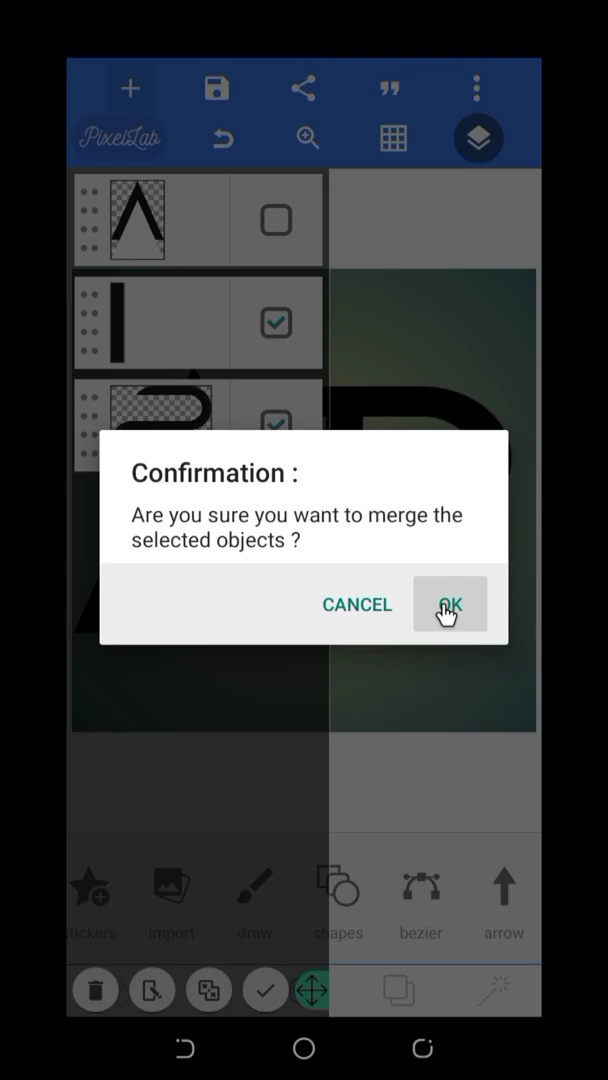 PixelLab
Confirmation :
Are you sure you want to merge the
selected objects ?
CANCEL OK
tickers import draw shapes bezier arrow